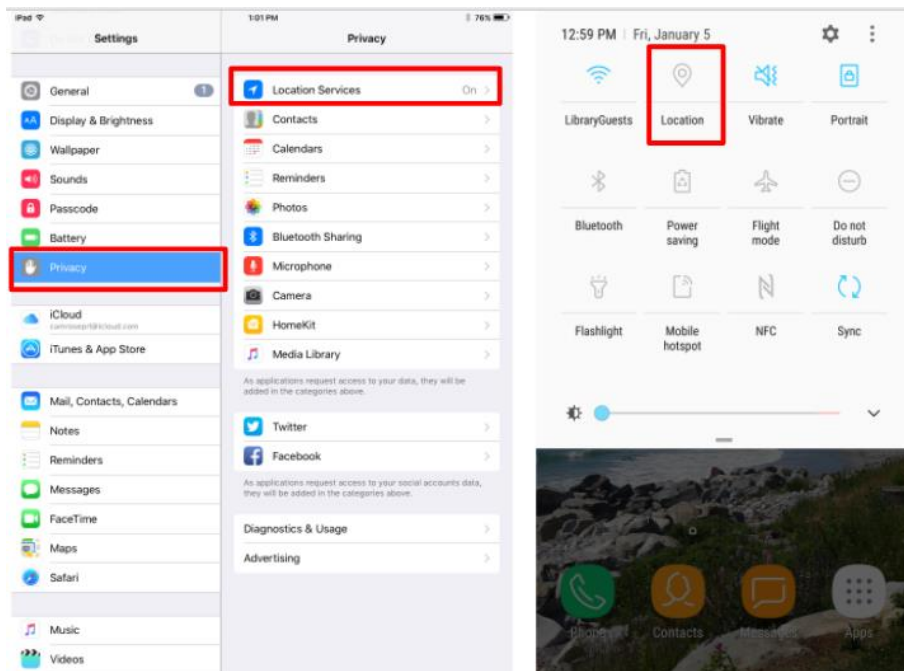 iPad
Settings
General
1
Display & Brightness
Wallpaper
Sounds
Passcode
Battery
Privacy
iCloud
iTunes & App Store
Mail, Contacts, Calendars
Notes
Reminders
Messages
FaceTime
Maps
Safari
Music
Videos
1:01 PM
76%
Privacy
Location Services On
Contacts
Calendars
Reminders
Photos
Bluetooth Sharing
Microphone
Camera
HomeKit
Media Library
As applications request access to your data, they will be
added in the categories above.
Twitter
Facebook
As applications request access to your social accounts data,
they will be added in the categories above.
Diagnostics & Usage
Advertising
12:59 PM | Fri, January 5
LibraryGuests
Location
Vibrate
Portrait
Bluetooth
Power
saving
Flight
mode
Do not
disturb
Flashlight
Mobile
hotspot
NFC
Sync
Phone
Contacts
Messages
Apps